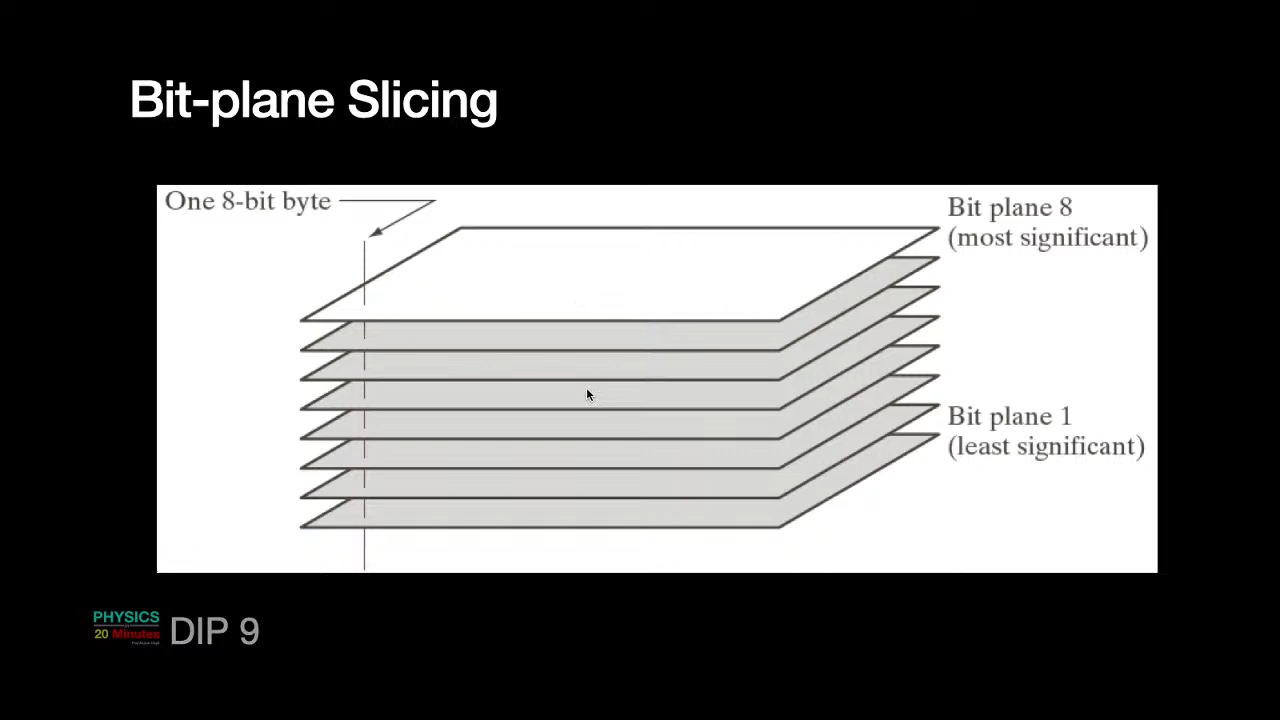 Bit-plane Slicing
One 8-bit byte
Bit plane 8
(most significant)
Bit plane 1
(least significant)
PHYSICS
20 Minutes
DIP 9